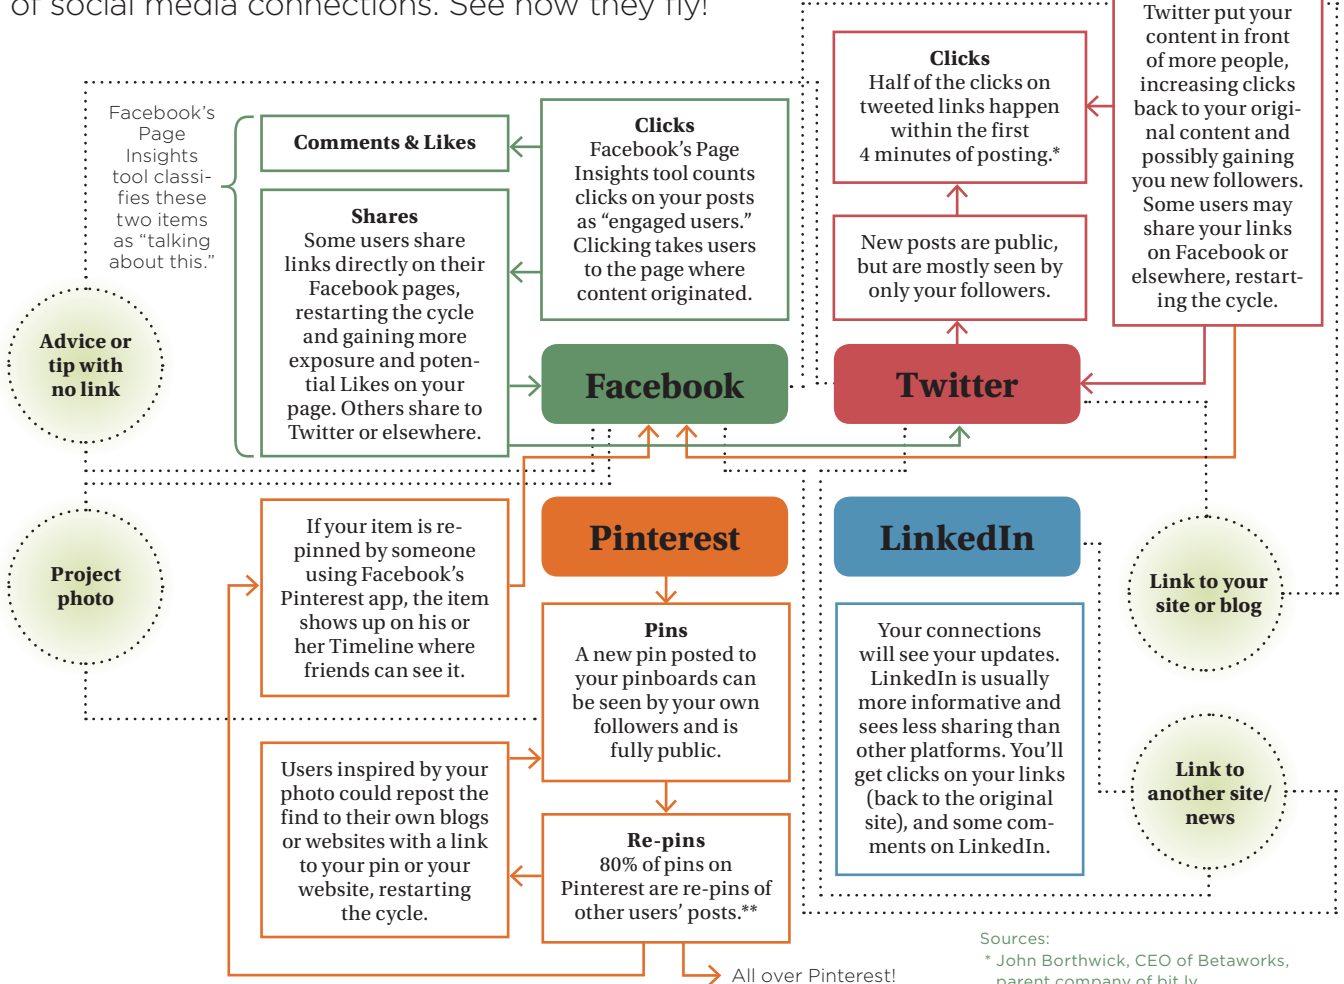 of social media connections. See how they fly!
Facebook's
Page
Insights
tool classi-
fies these
two items
as “talking
about this.”
Comments & Likes
Shares
Some users share
links directly on their
Facebook pages,
restarting the cycle
and gaining more
exposure and poten-
tial Likes on your
page. Others share to
Twitter or elsewhere.
Clicks
Facebook's Page
Insights tool counts
clicks on your posts
as “engaged users.”
Clicking takes users
to the page where
content originated.
Clicks
Half of the clicks on
tweeted links happen
within the first
4 minutes of posting.*
New posts are public,
but are mostly seen by
only your followers.
Twitter put your
content in front
of more people,
increasing clicks
back to your origi-
nal content and
possibly gaining
you new followers.
Some users may
share your links
on Facebook or
elsewhere, restart-
ing the cycle.
Advice or
tip with
no link
Facebook
Twitter
Project
photo
If your item is re-
pinned by someone
using Facebook's
Pinterest app, the item
shows up on his or
her Timeline where
friends can see it.
Pinterest
LinkedIn
Link to your
site or blog
Pins
A new pin posted to
your pinboards can
be seen by your own
followers and is
fully public.
Your connections
will see your updates.
LinkedIn is usually
more informative and
sees less sharing than
other platforms. You'll
get clicks on your links
(back to the original
site), and some com-
ments on LinkedIn.
Link to
another site/
news
Users inspired by your
photo could repost the
find to their own blogs
or websites with a link
to your pin or your
website, restarting
the cycle.
Re-pins
80% of pins on
Pinterest are re-pins of
other users' posts.**
All over Pinterest!
Sources:
* John Borthwick, CEO of Betaworks,
parent company of bit.ly